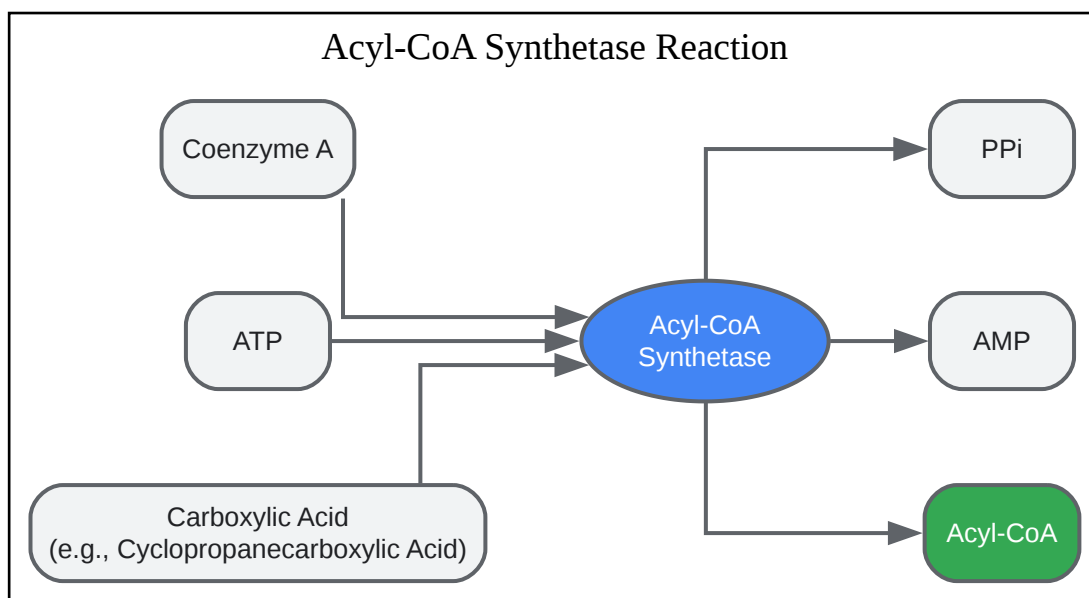 Acyl-CoA Synthetase Reaction
Coenzyme A
PPi
ATP
Acyl-CoA
Synthetase
AMP
Carboxylic Acid
(e.g., Cyclopropanecarboxylic Acid)
Acyl-CoA